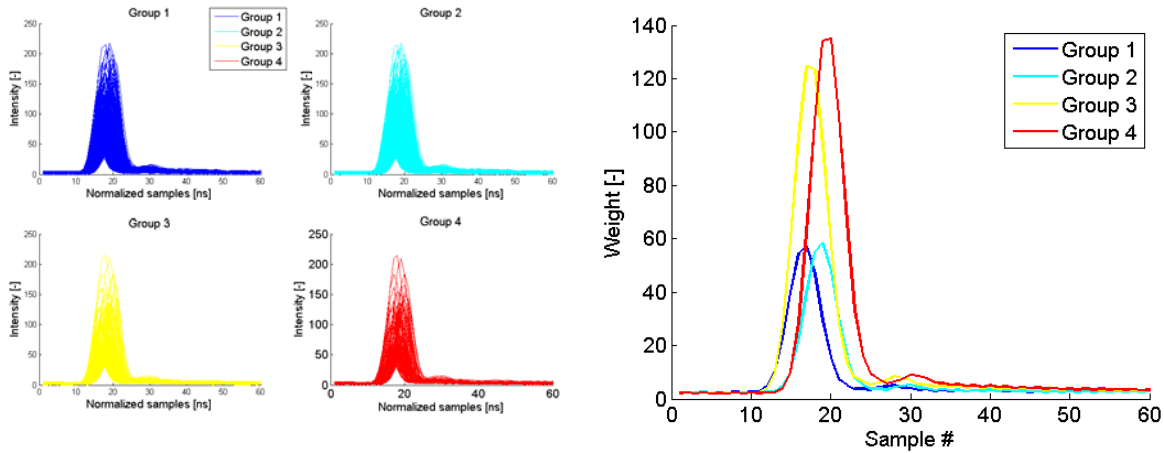 Group 1
250
200
150
100
50
0
Intensity [-]
0 10 20 30 40 50 60
Normalized samples [ns]
Group 1
Group 2
Group 3
Group 4
Group 2
250
200
150
100
50
0
Intensity [-]
0 10 20 30 40 50 60
Normalized samples [ns]
Group 3
250
200
150
100
50
0
Intensity [-]
0 10 20 30 40 50 60
Normalized samples [ns]
Group 4
250
200
150
100
50
0
Intensity [-]
0 10 20 30 40 50 60
Normalized samples [ns]
140
120
100
80
60
40
20
0
Weight [-]
0 10 20 30 40 50 60
Sample #
Group 1
Group 2
Group 3
Group 4